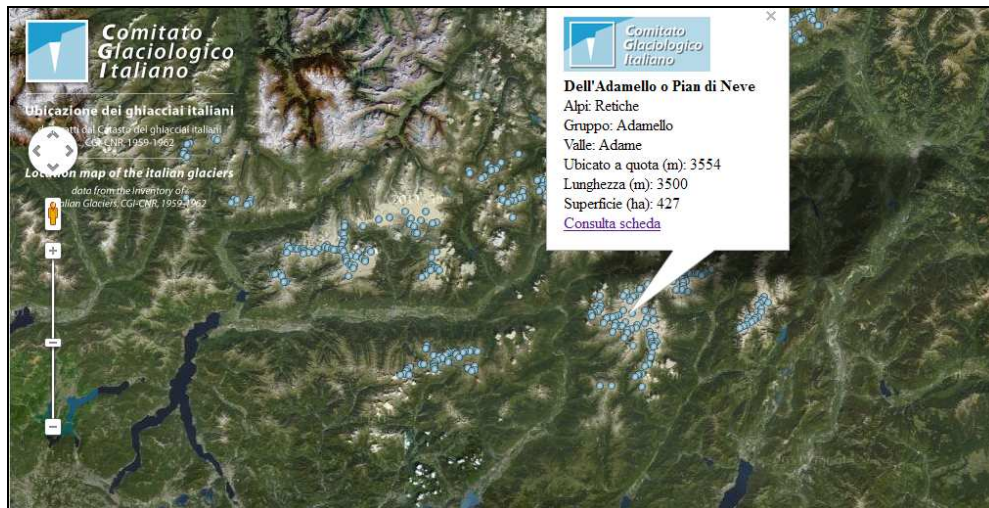 Comitato
Glaciologico
Italiano
Ubicazione dei ghiacciai italiani
dal Catasto dei ghiacciai italiani
CGI-CNR, 1959-1962
Location map of the italian glaciers
data from the Inventory of
Italian Glaciers. CGI-CNR, 1959-1962
Comitato
Glaciologico
Italiano
Dell'Adamello o Pian di Neve
Alpi: Retiche
Gruppo: Adamello
Valle: Adame
Ubicato a quota (m): 3554
Lunghezza (m): 3500
Superficie (ha): 427
Consulta scheda